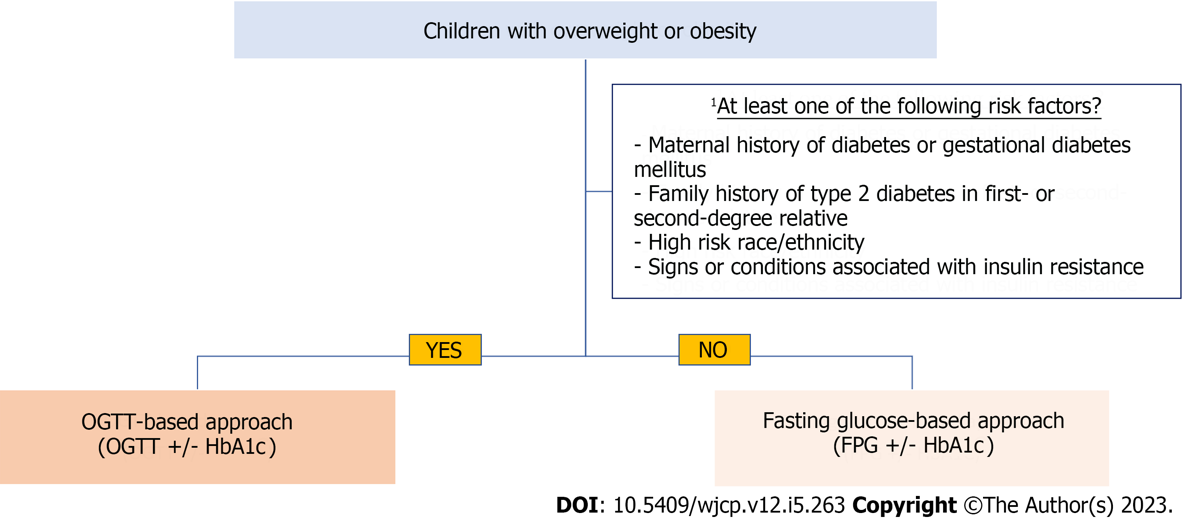 Children with overweight or obesity
¹At least one of the following risk factors?
- Maternal history of diabetes or gestational diabetes
mellitus
- Family history of type 2 diabetes in first- or
second-degree relative
- High risk race/ethnicity
- Signs or conditions associated with insulin resistance
YES
NO
OGTT-based approach
(OGTT +/- HbA1c)
Fasting glucose-based approach
(FPG +/- HbA1c)
DOI: 10.5409/wjcp.v12.i5.263 Copyright ©The Author(s) 2023.